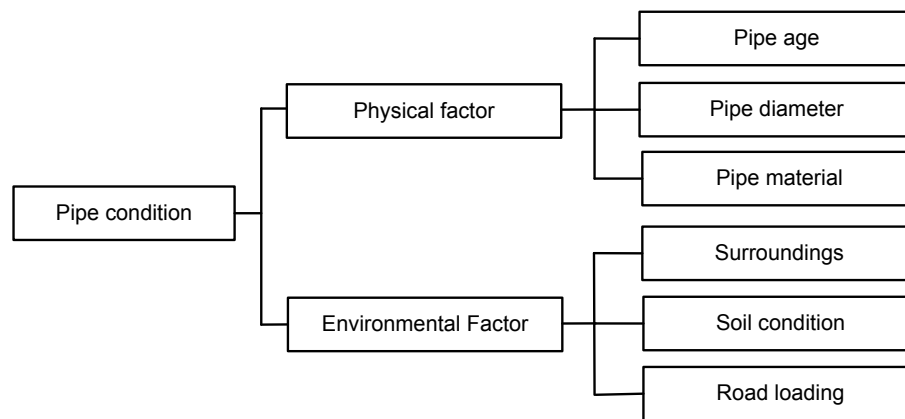 Pipe age
Physical factor
Pipe diameter
Pipe material
Pipe condition
Surroundings
Environmental Factor
Soil condition
Road loading